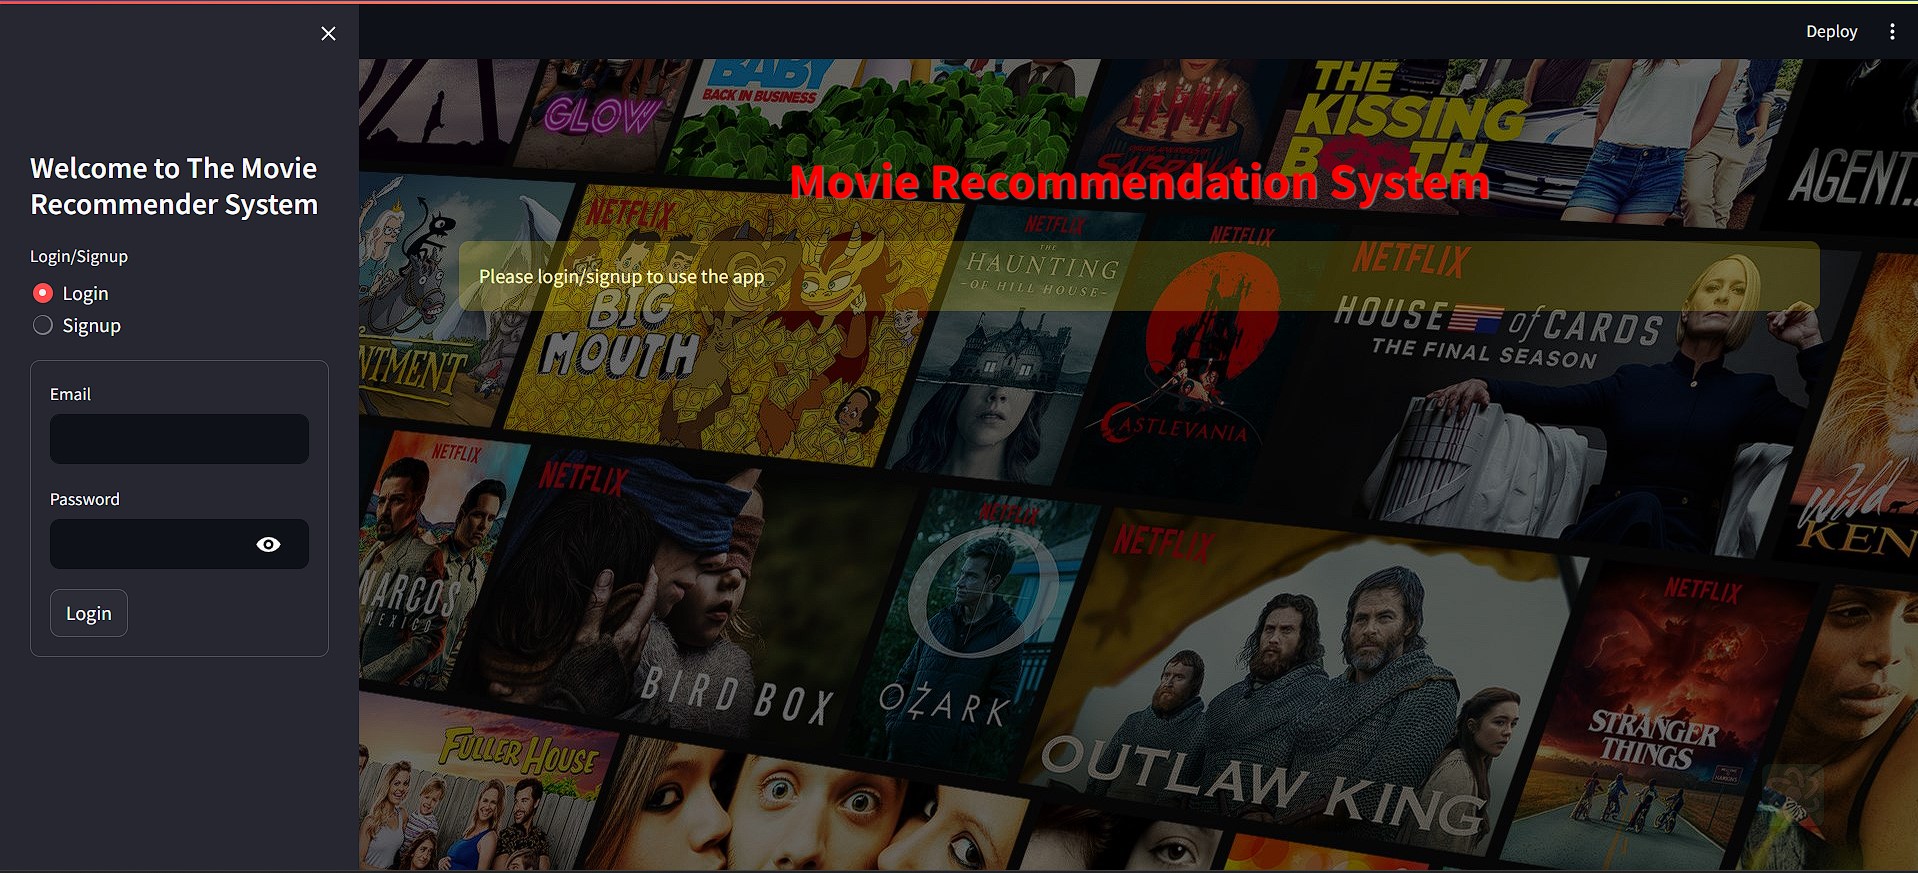 Deploy
Welcome to The Movie
Recommender System
Login/Signup
Login
Signup
Email
Password
Login
Movie Recommendation System
Please login/signup to use the app
GLOW
BABY
BACK IN BUSINESS
SABRINA
THE
KISSING
BOOTH
AGENT..
NTMENT
NETFLIX
BIG
MOUTH
NETFLIX
THE
HAUNTING
-OF HILL HOUSE-
NETFLIX
CASTLEVANIA
NETFLIX
HOUSE of CARDS
THE FINAL SEASON
Wild
KEN
NETFLIX
NARCOS
MEXICO
NETFLIX
BIRD BOX
NETFLIX
OZARK
NETFLIX
OUTLAW KING
NETFLIX
STRANGER
THINGS
FULLER HOUSE